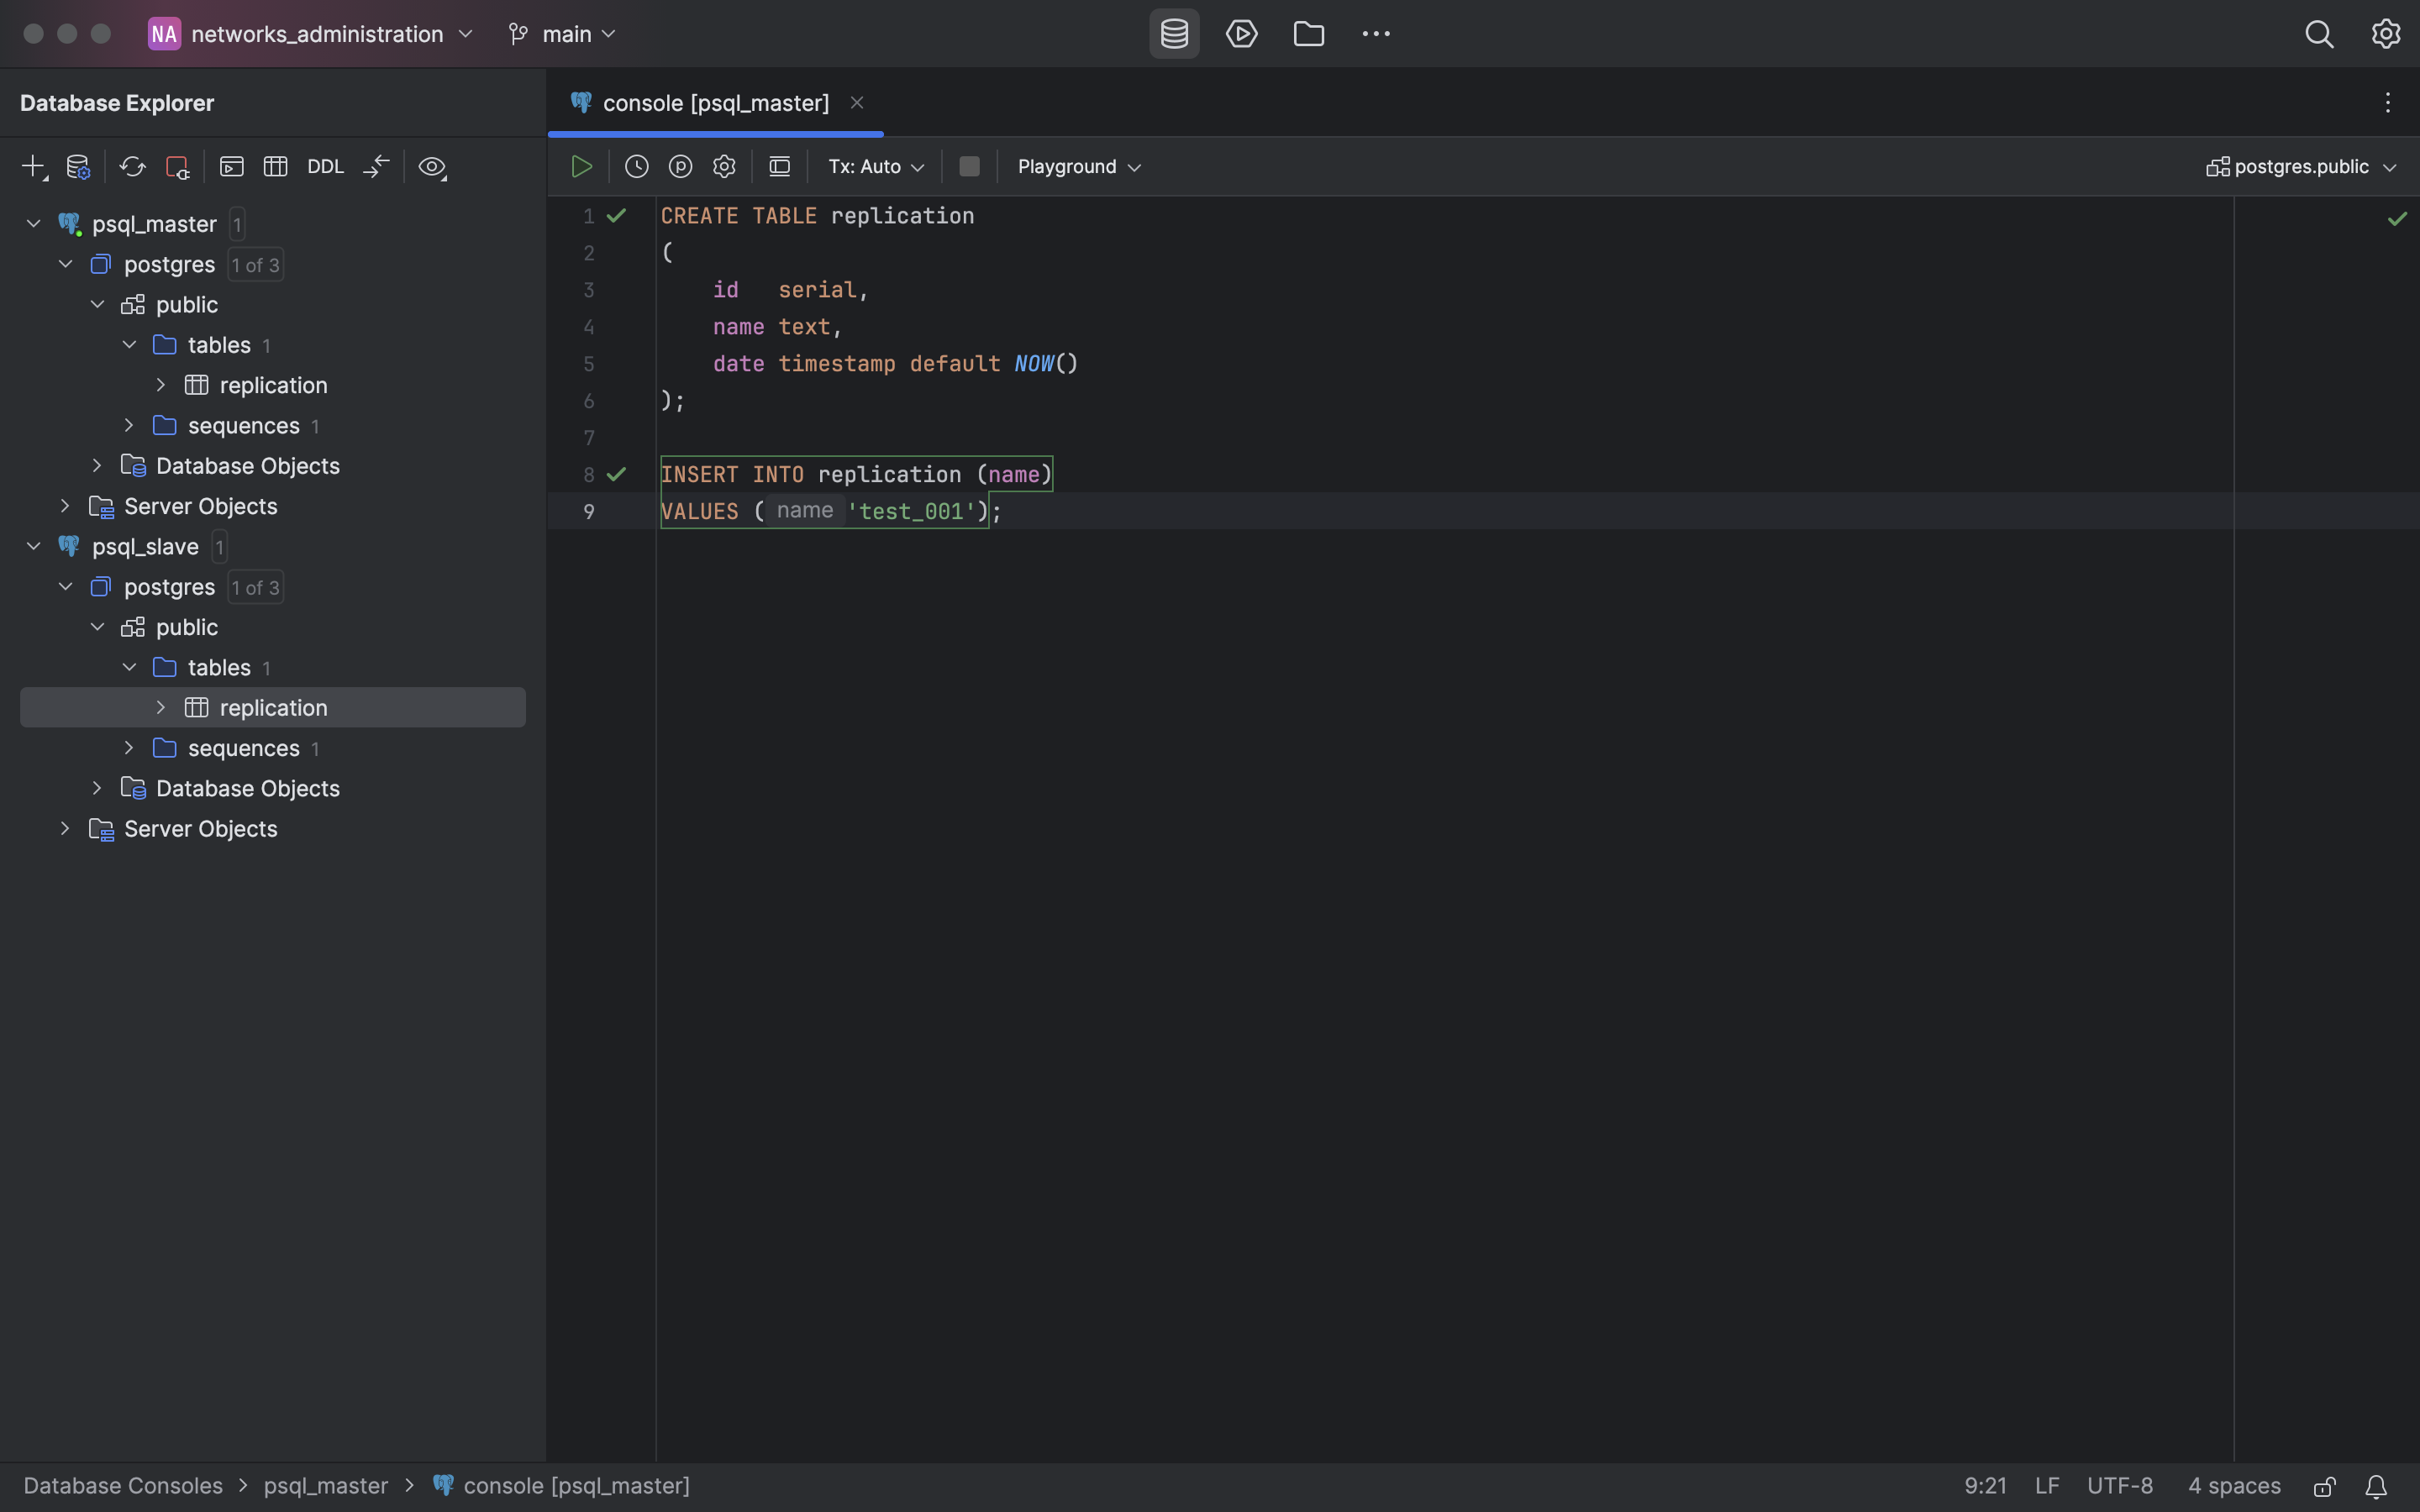 NA networks_administration main
Database Explorer
console [psql_master]
DDL
Tx: Auto Playground postgres.public
psql_master 1
postgres 1 of 3
public
tables 1
replication
sequences 1
Database Objects
Server Objects
psql_slave 1
postgres 1 of 3
public
tables 1
replication
sequences 1
Database Objects
Server Objects
1 CREATE TABLE replication
2 (
3 id   serial,
4 name text,
5 date timestamp default NOW()
6 );
7
8 INSERT INTO replication (name)
9 VALUES ( name 'test_001');
Database Consoles > psql_master > console [psql_master]
9:21 LF UTF-8 4 spaces